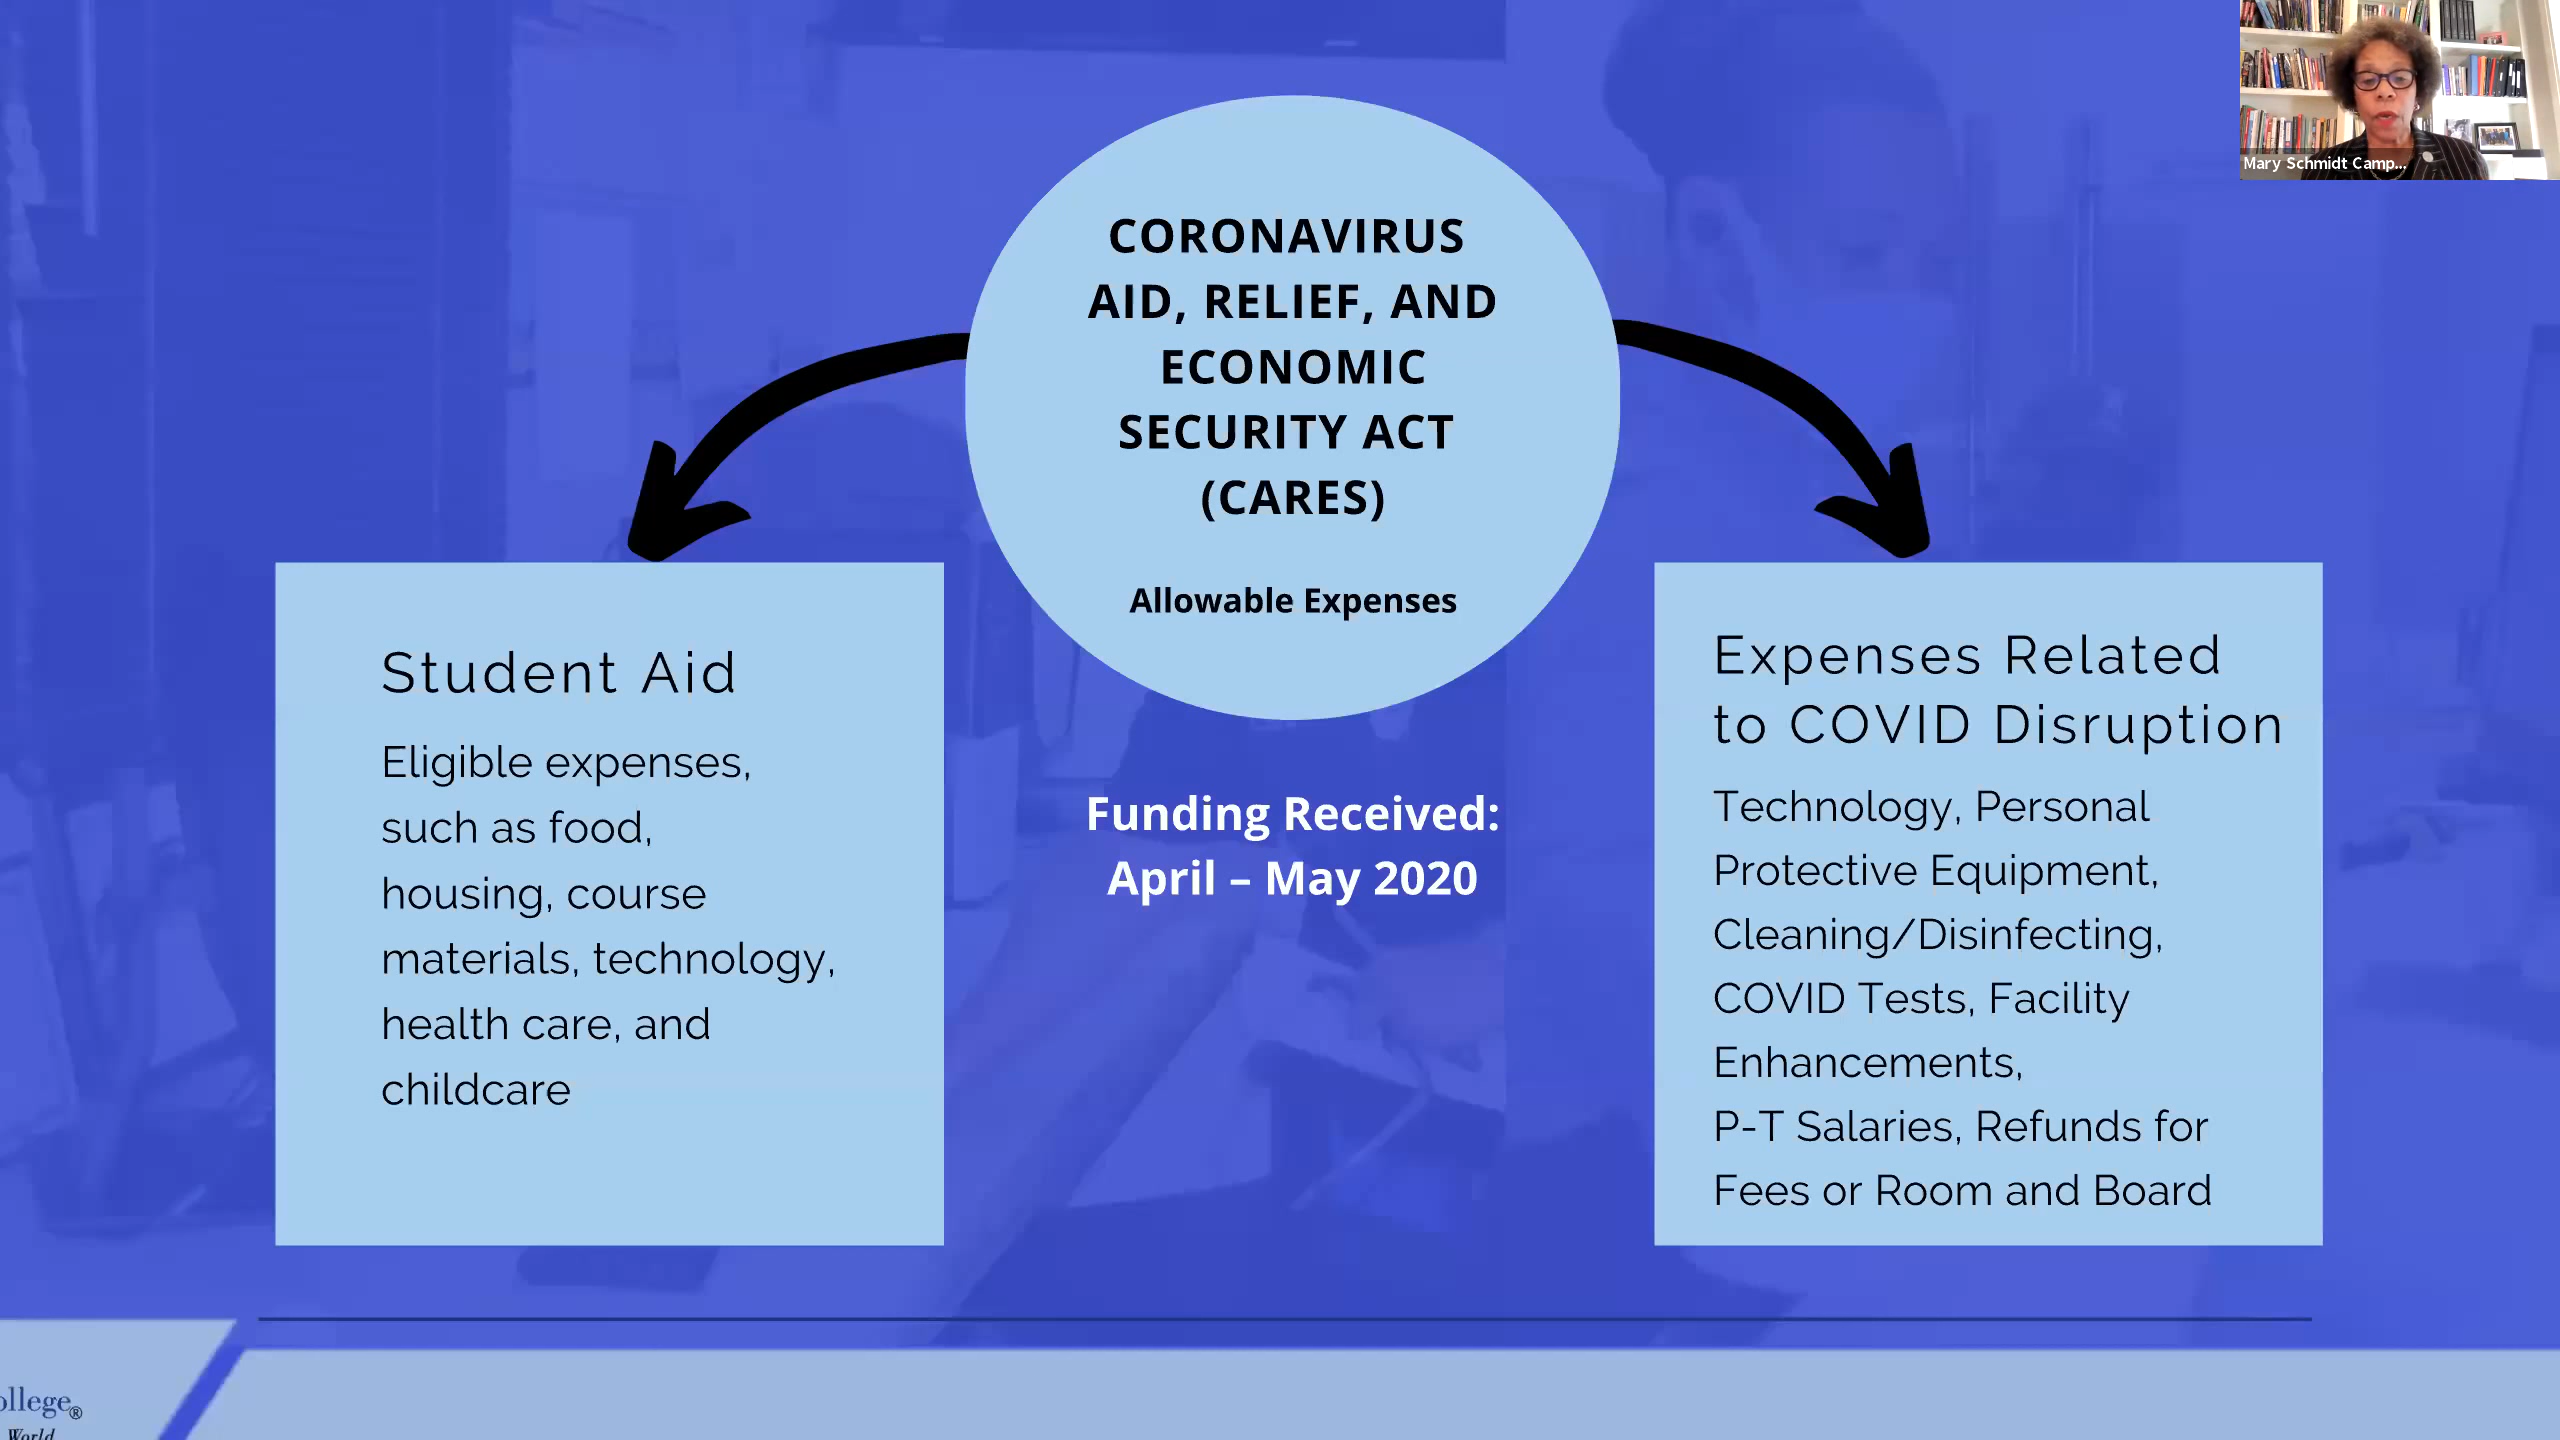 Mary Schmidt Camp...
CORONAVIRUS
AID, RELIEF, AND
ECONOMIC
SECURITY ACT
(CARES)
Allowable Expenses
Student Aid
Eligible expenses,
such as food,
housing, course
materials, technology,
health care, and
childcare
Funding Received:
April – May 2020
Expenses Related
to COVID Disruption
Technology, Personal
Protective Equipment,
Cleaning/Disinfecting,
COVID Tests, Facility
Enhancements,
P-T Salaries, Refunds for
Fees or Room and Board
ollege®
World